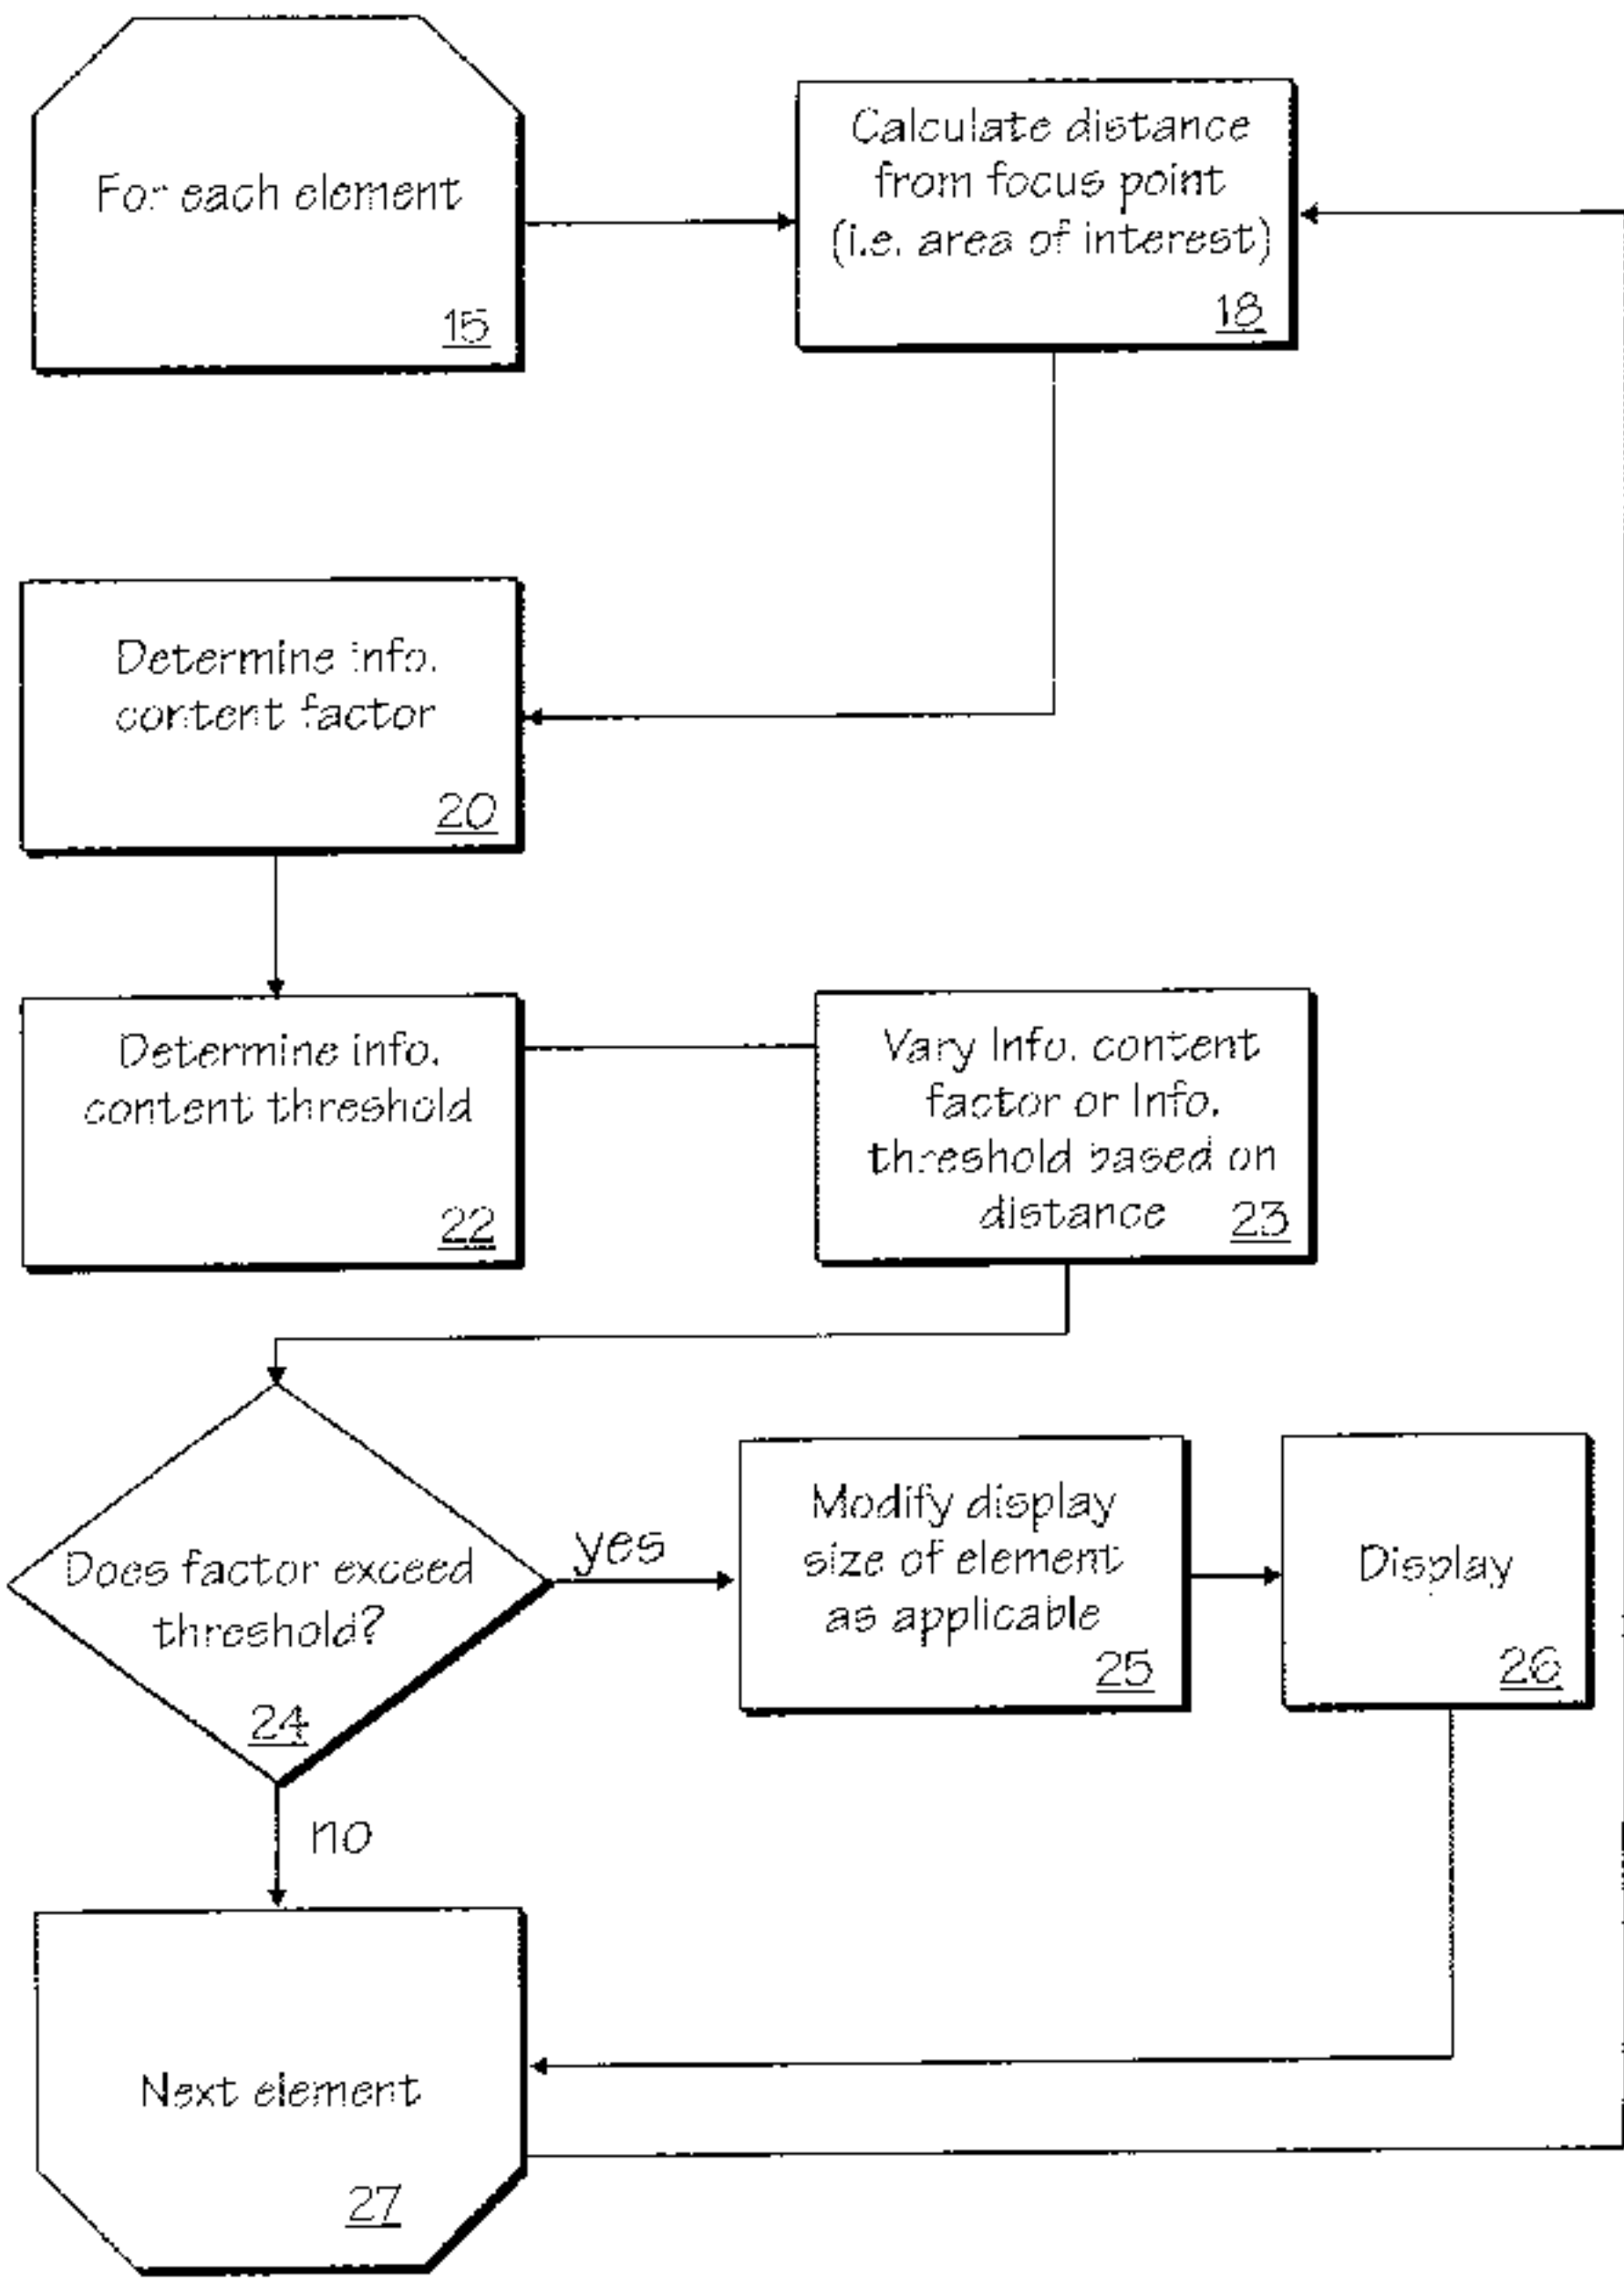 For each element
15
Calculate distance
from focus point
(i.e. area of interest)
18
Determine info.
content factor
20
Determine info.
content threshold
22
Vary Info. content
factor or Info.
threshold based on
distance 23
Does factor exceed
threshold?
24
yes
Modify display
size of element
as applicable
25
Display
26
no
Next element
27